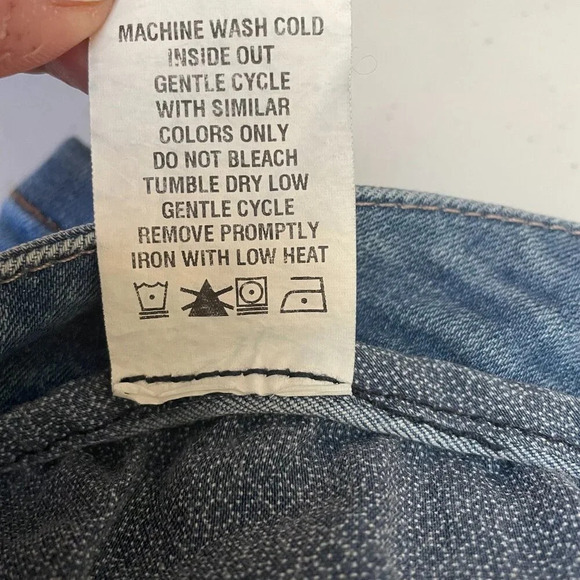 MACHINE WASH COLD
INSIDE OUT
GENTLE CYCLE
WITH SIMILAR
COLORS ONLY
DO NOT BLEACH
TUMBLE DRY LOW
GENTLE CYCLE
REMOVE PROMPTLY
IRON WITH LOW HEAT